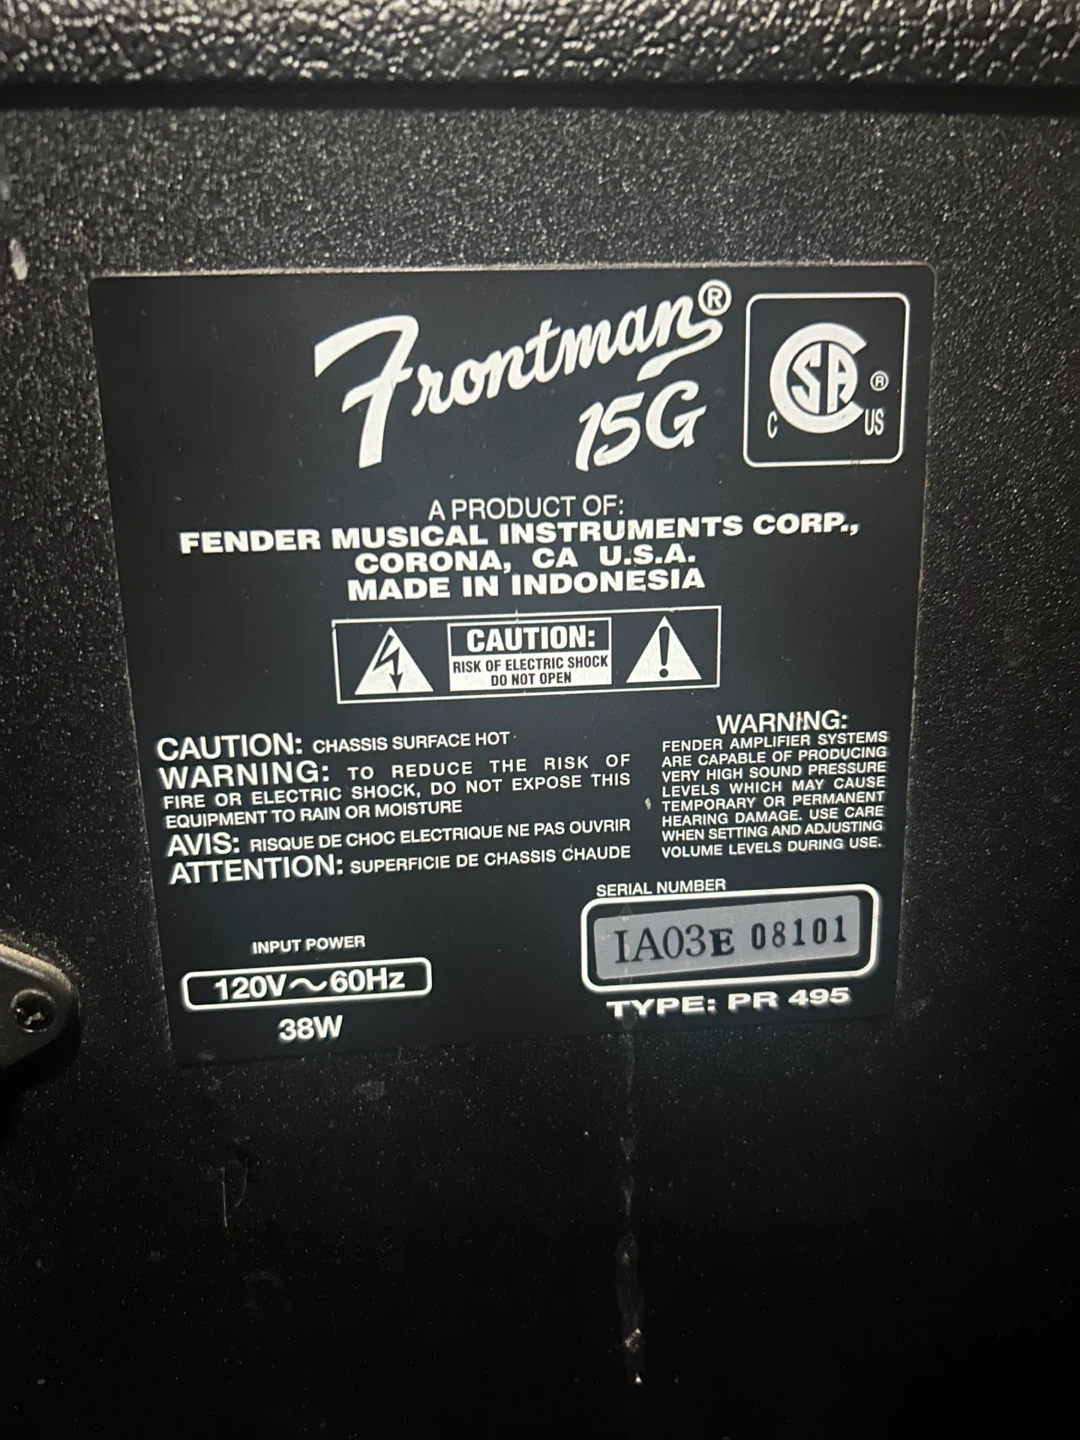 Frontman®
15G
CSA®
C US
A PRODUCT OF:
FENDER MUSICAL INSTRUMENTS CORP.,
CORONA, CA U.S.A.
MADE IN INDONESIA
CAUTION:
RISK OF ELECTRIC SHOCK
DO NOT OPEN
CAUTION: CHASSIS SURFACE HOT
WARNING: TO REDUCE THE RISK OF
FIRE OR ELECTRIC SHOCK, DO NOT EXPOSE THIS
EQUIPMENT TO RAIN OR MOISTURE
AVIS: RISQUE DE CHOC ELECTRIQUE NE PAS OUVRIR
ATTENTION: SUPERFICIE DE CHASSIS CHAUDE
WARNING:
FENDER AMPLIFIER SYSTEMS
ARE CAPABLE OF PRODUCING
VERY HIGH SOUND PRESSURE
LEVELS WHICH MAY CAUSE
TEMPORARY OR PERMANENT
HEARING DAMAGE. USE CARE
WHEN SETTING AND ADJUSTING
VOLUME LEVELS DURING USE.
INPUT POWER
120V~60Hz
38W
SERIAL NUMBER
IA03E 08101
TYPE: PR 495